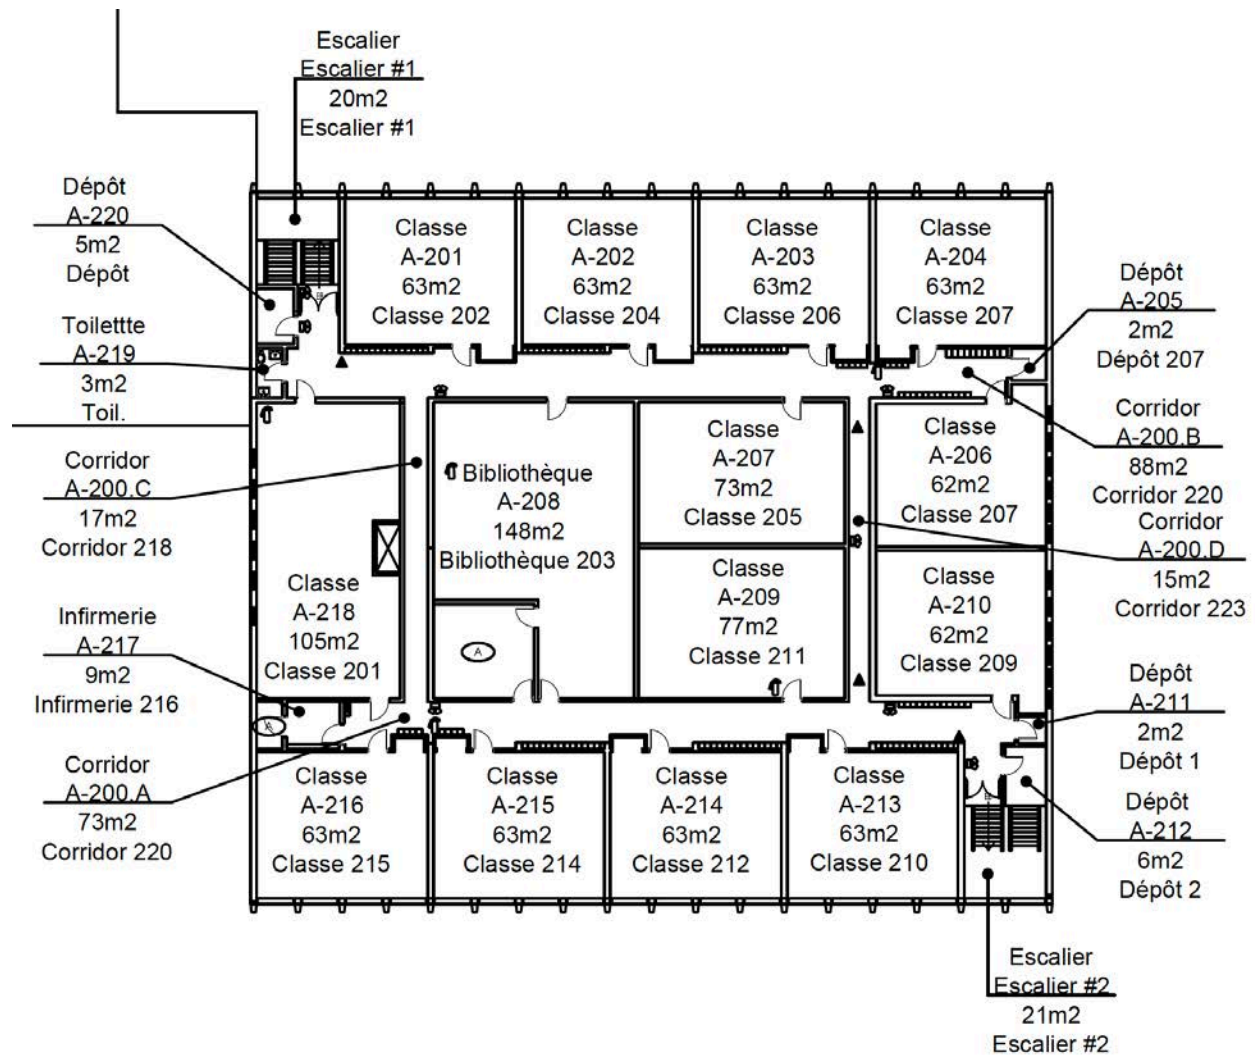 Escalier
Escalier #1
20m2
Escalier #1
Dépôt
A-220
5m2
Dépôt
Toilettte
A-219
3m2
Toil.
Corridor
A-200.C
17m2
Corridor 218
Infirmerie
A-217
9m2
Infirmerie 216
Corridor
A-200.A
73m2
Corridor 220
Classe
A-201
63m2
Classe 202
Classe
A-202
63m2
Classe 204
Classe
A-203
63m2
Classe 206
Classe
A-204
63m2
Classe 207
Classe
A-218
105m2
Classe 201
Bibliothèque
A-208
148m2
Bibliothèque 203
A
Classe
A-207
73m2
Classe 205
Classe
A-209
77m2
Classe 211
Classe
A-206
62m2
Classe 207
Classe
A-210
62m2
Classe 209
A
Classe
A-216
63m2
Classe 215
Classe
A-215
63m2
Classe 214
Classe
A-214
63m2
Classe 212
Classe
A-213
63m2
Classe 210
Dépôt
A-205
2m2
Dépôt 207
Corridor
A-200.B
88m2
Corridor 220
Corridor
A-200.D
15m2
Corridor 223
Dépôt
A-211
2m2
Dépôt 1
Dépôt
A-212
6m2
Dépôt 2
Escalier
Escalier #2
21m2
Escalier #2